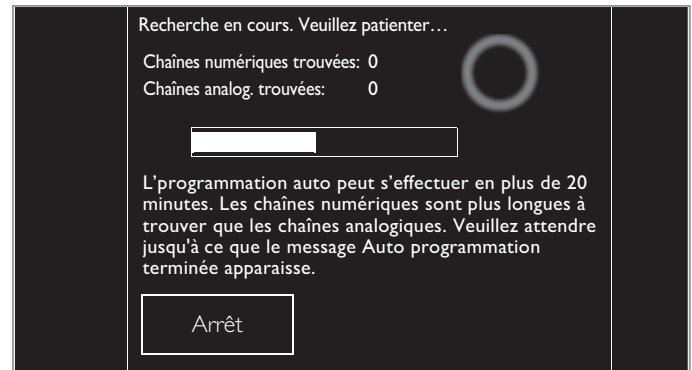 Recherche en cours. Veuillez patienter…
Chaînes numériques trouvées: 0
Chaînes analog. trouvées: 0
L’programmation auto peut s’effectuer en plus de 20
minutes. Les chaînes numériques sont plus longues à
trouver que les chaînes analogiques. Veuillez attendre
jusqu'à ce que le message Auto programmation
terminée apparaisse.
Arrêt